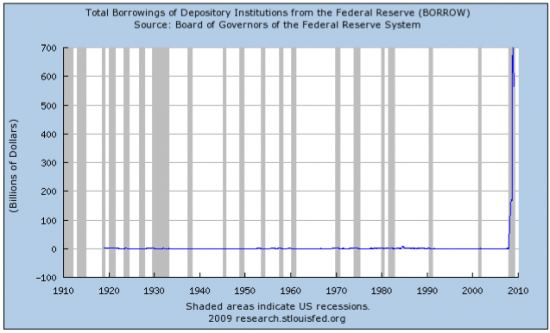 Total Borrowings of Depository Institutions from the Federal Reserve (BORROW)
Source: Board of Governors of the Federal Reserve System
(Billions of Dollars)
700
600
500
400
300
200
100
0
-100
1910 1920 1930 1940 1950 1960 1970 1980 1990 2000 2010
Shaded areas indicate US recessions.
2009 research.stlouisfed.org